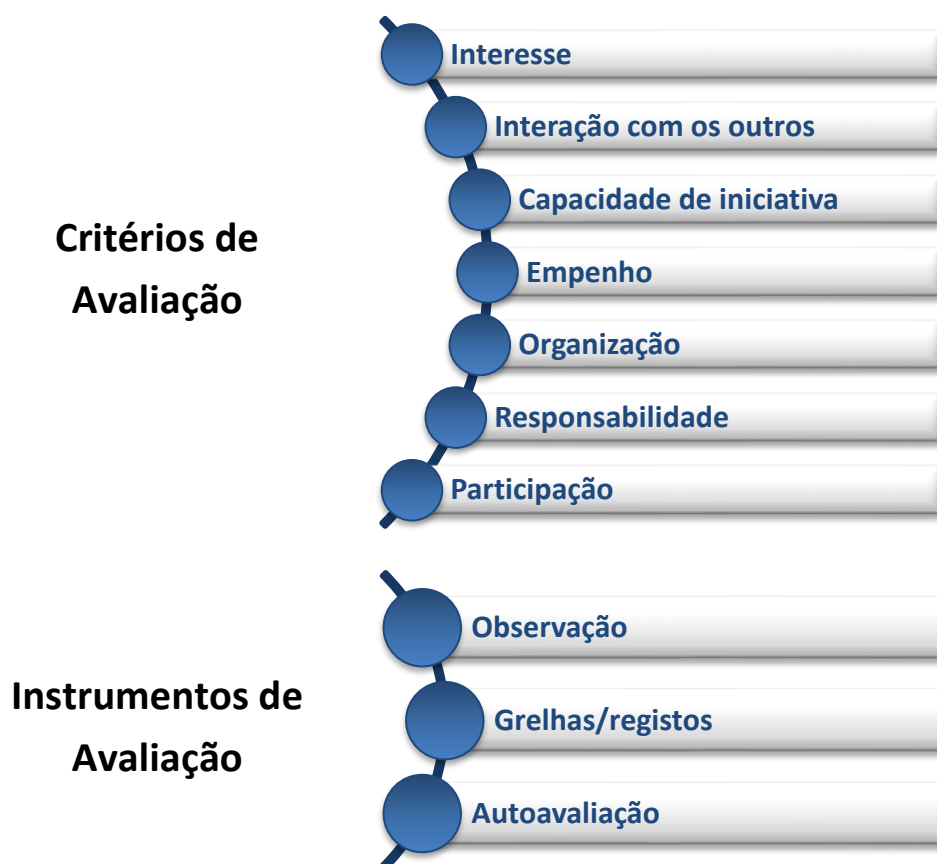 Critérios de
Avaliação
Interesse
Interação com os outros
Capacidade de iniciativa
Empenho
Organização
Responsabilidade
Participação
Instrumentos de
Avaliação
Observação
Grelhas/registos
Autoavaliação